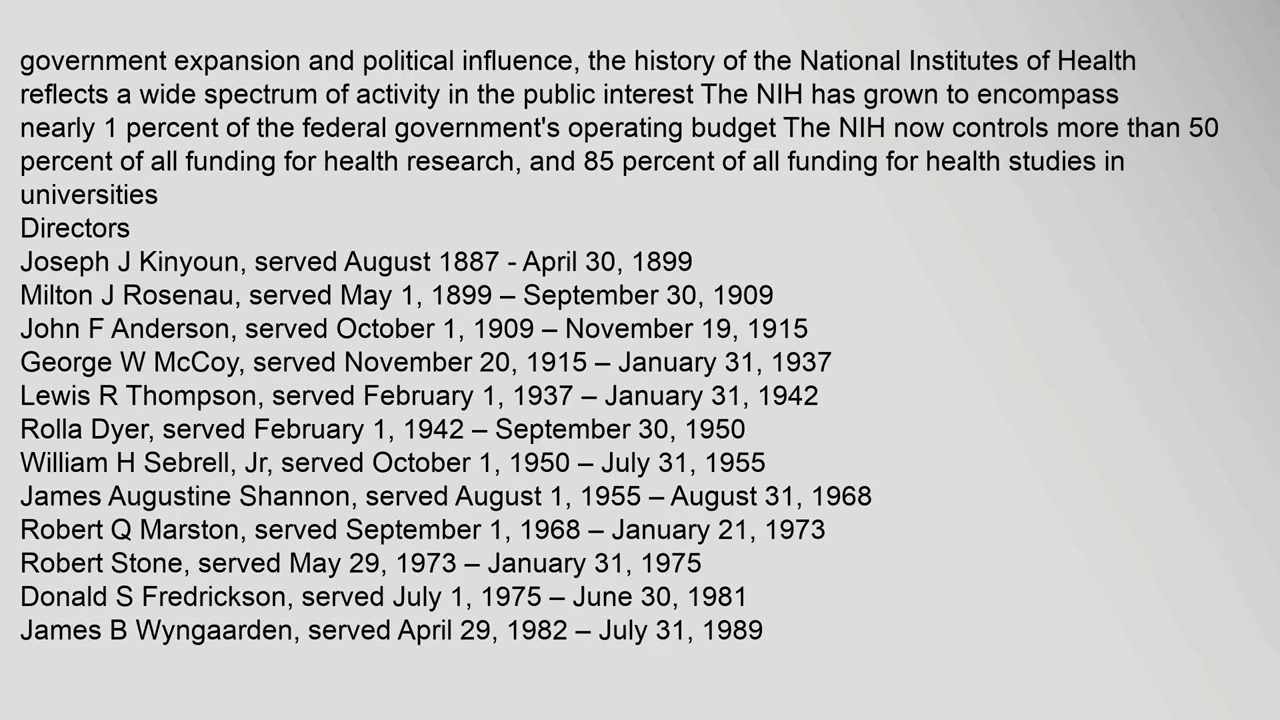 government expansion and political influence, the history of the National Institutes of Health
reflects a wide spectrum of activity in the public interest The NIH has grown to encompass
nearly 1 percent of the federal government's operating budget The NIH now controls more than 50
percent of all funding for health research, and 85 percent of all funding for health studies in
universities
Directors
Joseph J Kinyoun, served August 1887 - April 30, 1899
Milton J Rosenau, served May 1, 1899 – September 30, 1909
John F Anderson, served October 1, 1909 – November 19, 1915
George W McCoy, served November 20, 1915 – January 31, 1937
Lewis R Thompson, served February 1, 1937 – January 31, 1942
Rolla Dyer, served February 1, 1942 – September 30, 1950
William H Sebrell, Jr, served October 1, 1950 – July 31, 1955
James Augustine Shannon, served August 1, 1955 – August 31, 1968
Robert Q Marston, served September 1, 1968 – January 21, 1973
Robert Stone, served May 29, 1973 – January 31, 1975
Donald S Fredrickson, served July 1, 1975 – June 30, 1981
James B Wyngaarden, served April 29, 1982 – July 31, 1989